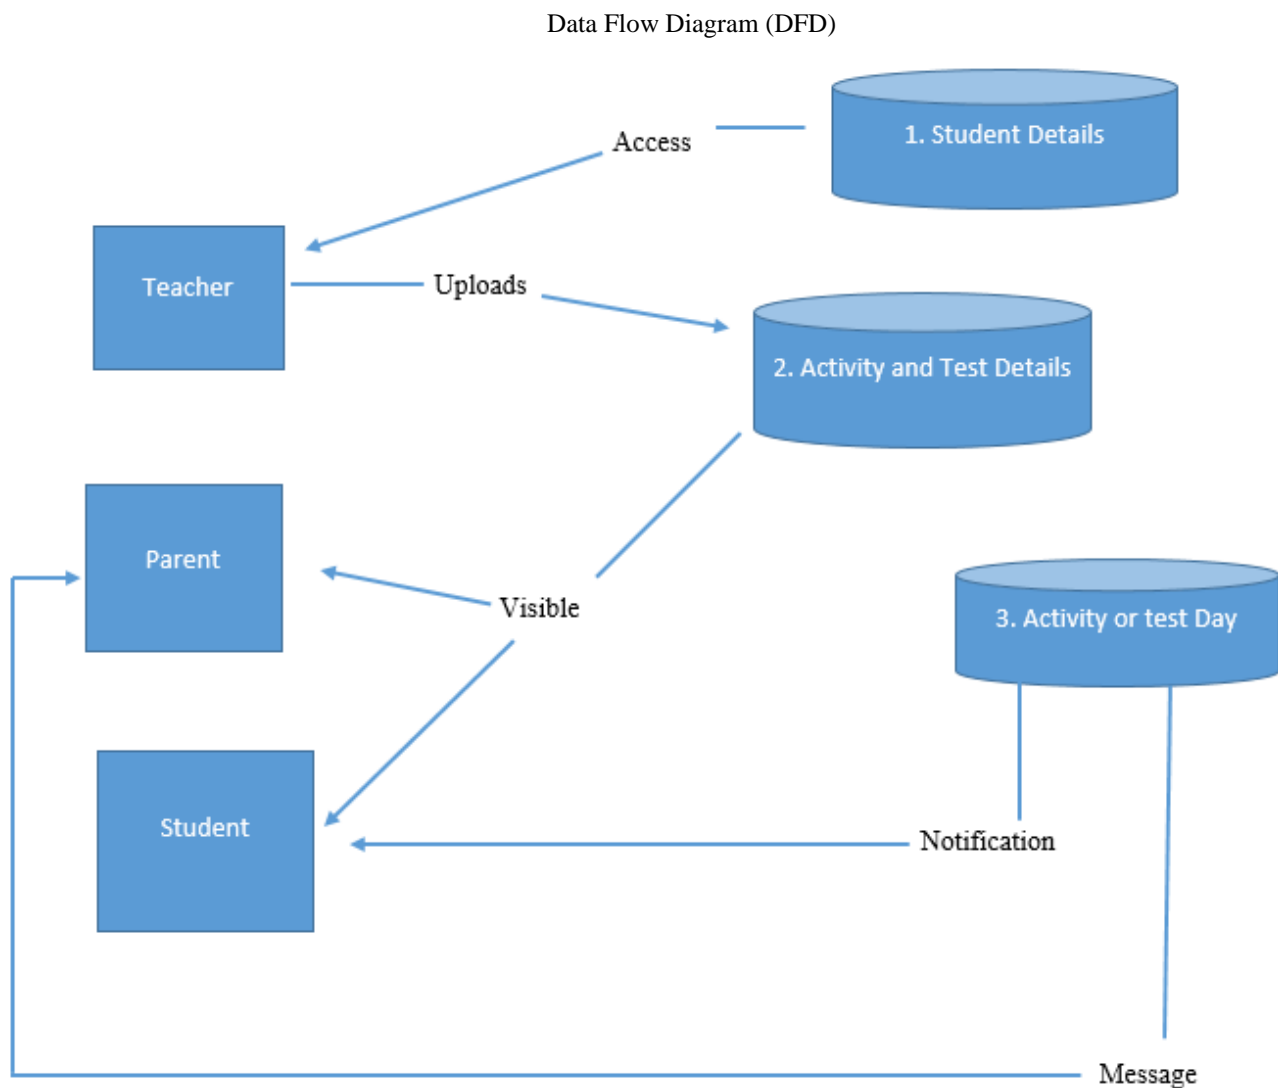 Data Flow Diagram (DFD)
1. Student Details
Access
Teacher
Uploads
2. Activity and Test Details
Parent
Visible
3. Activity or test Day
Student
Notification
Message